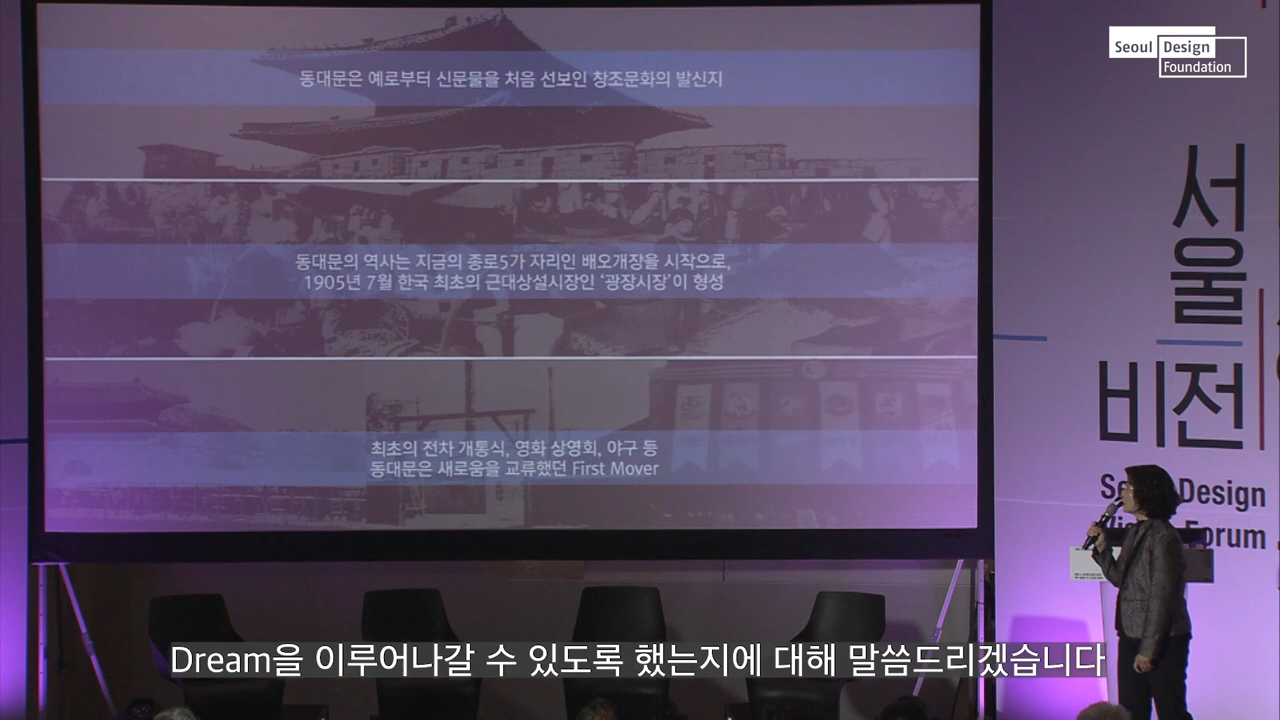 Seoul Design
Foundation
동대문은 예로부터 신문물을 처음 선보인 창조문화의 발신지
동대문의 역사는 지금의 종로5가 자리인 배오개장을 시작으로,
1905년 7월 한국 최초의 근대상설시장인 '광장시장'이 형성
최초의 전차 개통식, 영화 상영회, 야구 등
동대문은 새로움을 교류했던 First Mover
서울
비전
Design
Forum
Dream을 이루어나갈 수 있도록 했는지에 대해 말씀드리겠습니다